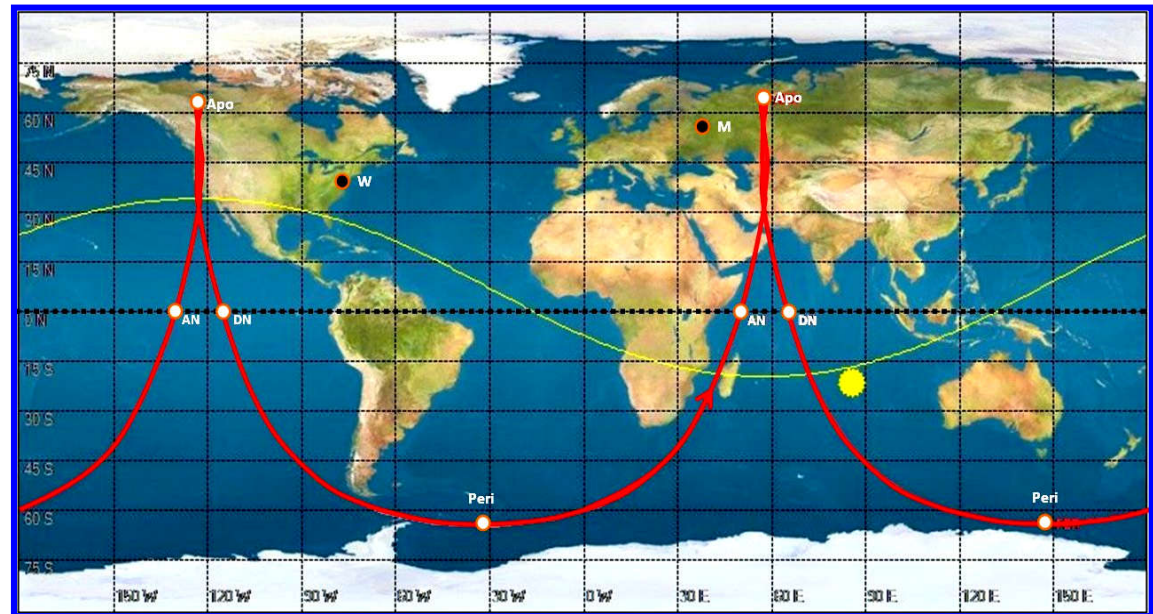 75 N
Apo
Apo
60 N
M
45 N
W
30 N
15 N
0 N
AN
DN
AN
DN
15 S
30 S
45 S
Peri
Peri
60 S
75 S
150 W
120 W
90 W
60 W
30 W
0 E
30 E
60 E
90 E
120 E
150 E